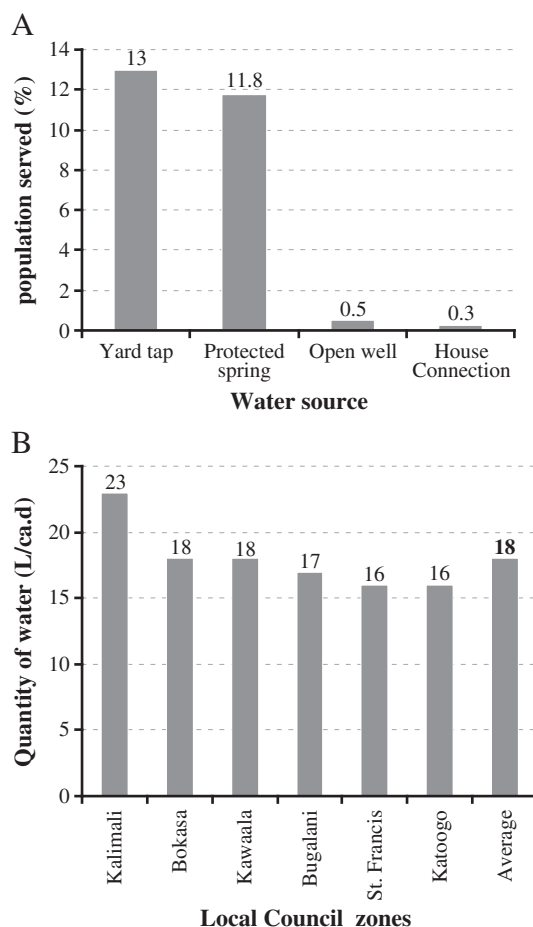 A
population served (%)
14
12
10
8
6
4
2
0
13
11.8
0.5
0.3
Yard tap
Protected
spring
Open well
House
Connection
Water source
B
Quantity of water (L/ca.d)
25
20
15
10
5
0
23
18
18
17
16
16
18
Kalimali
Bokasa
Kawaala
Bugalani
St. Francis
Katoogo
Average
Local Council zones